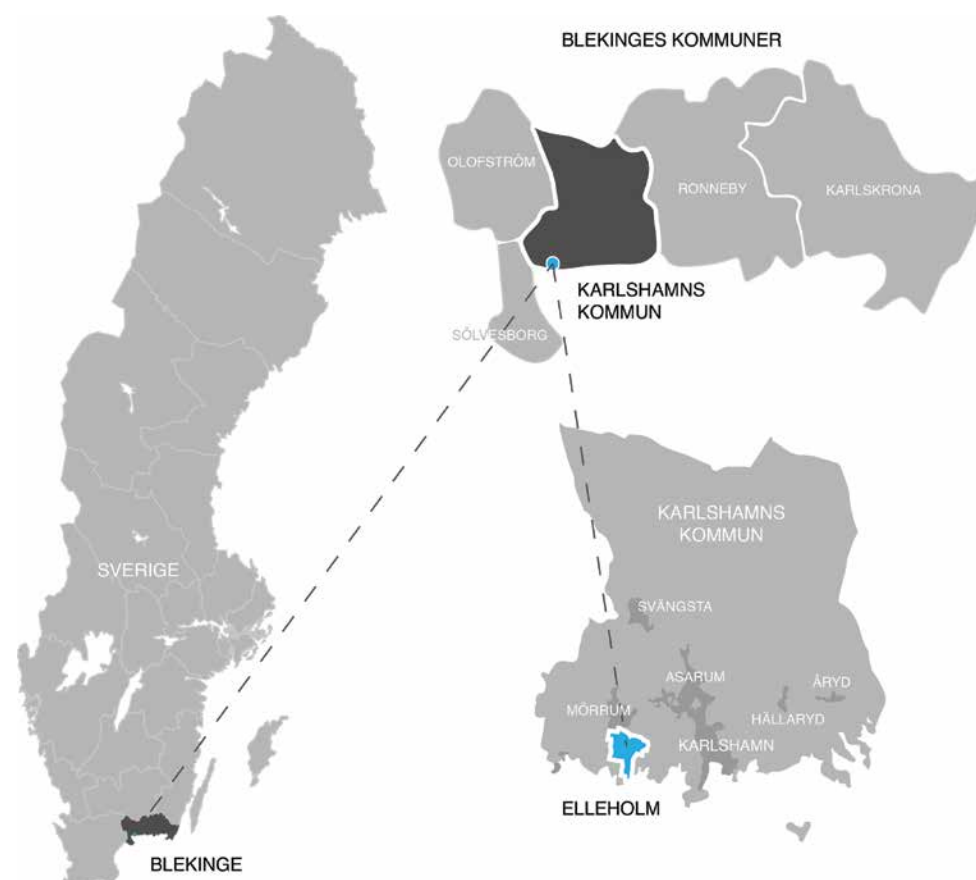 BLEKINGES KOMMUNER
OLOFSTRÖM
RONNEBY
KARLSKRONA
KARLSHAMNS
KOMMUN
SÖLVESBORG
SVERIGE
BLEKINGE
KARLSHAMNS
KOMMUN
SVÄNGSTA
ASARUM
ÅRYD
MÖRRUM
HÄLLARYD
KARLSHAMN
ELLEHOLM